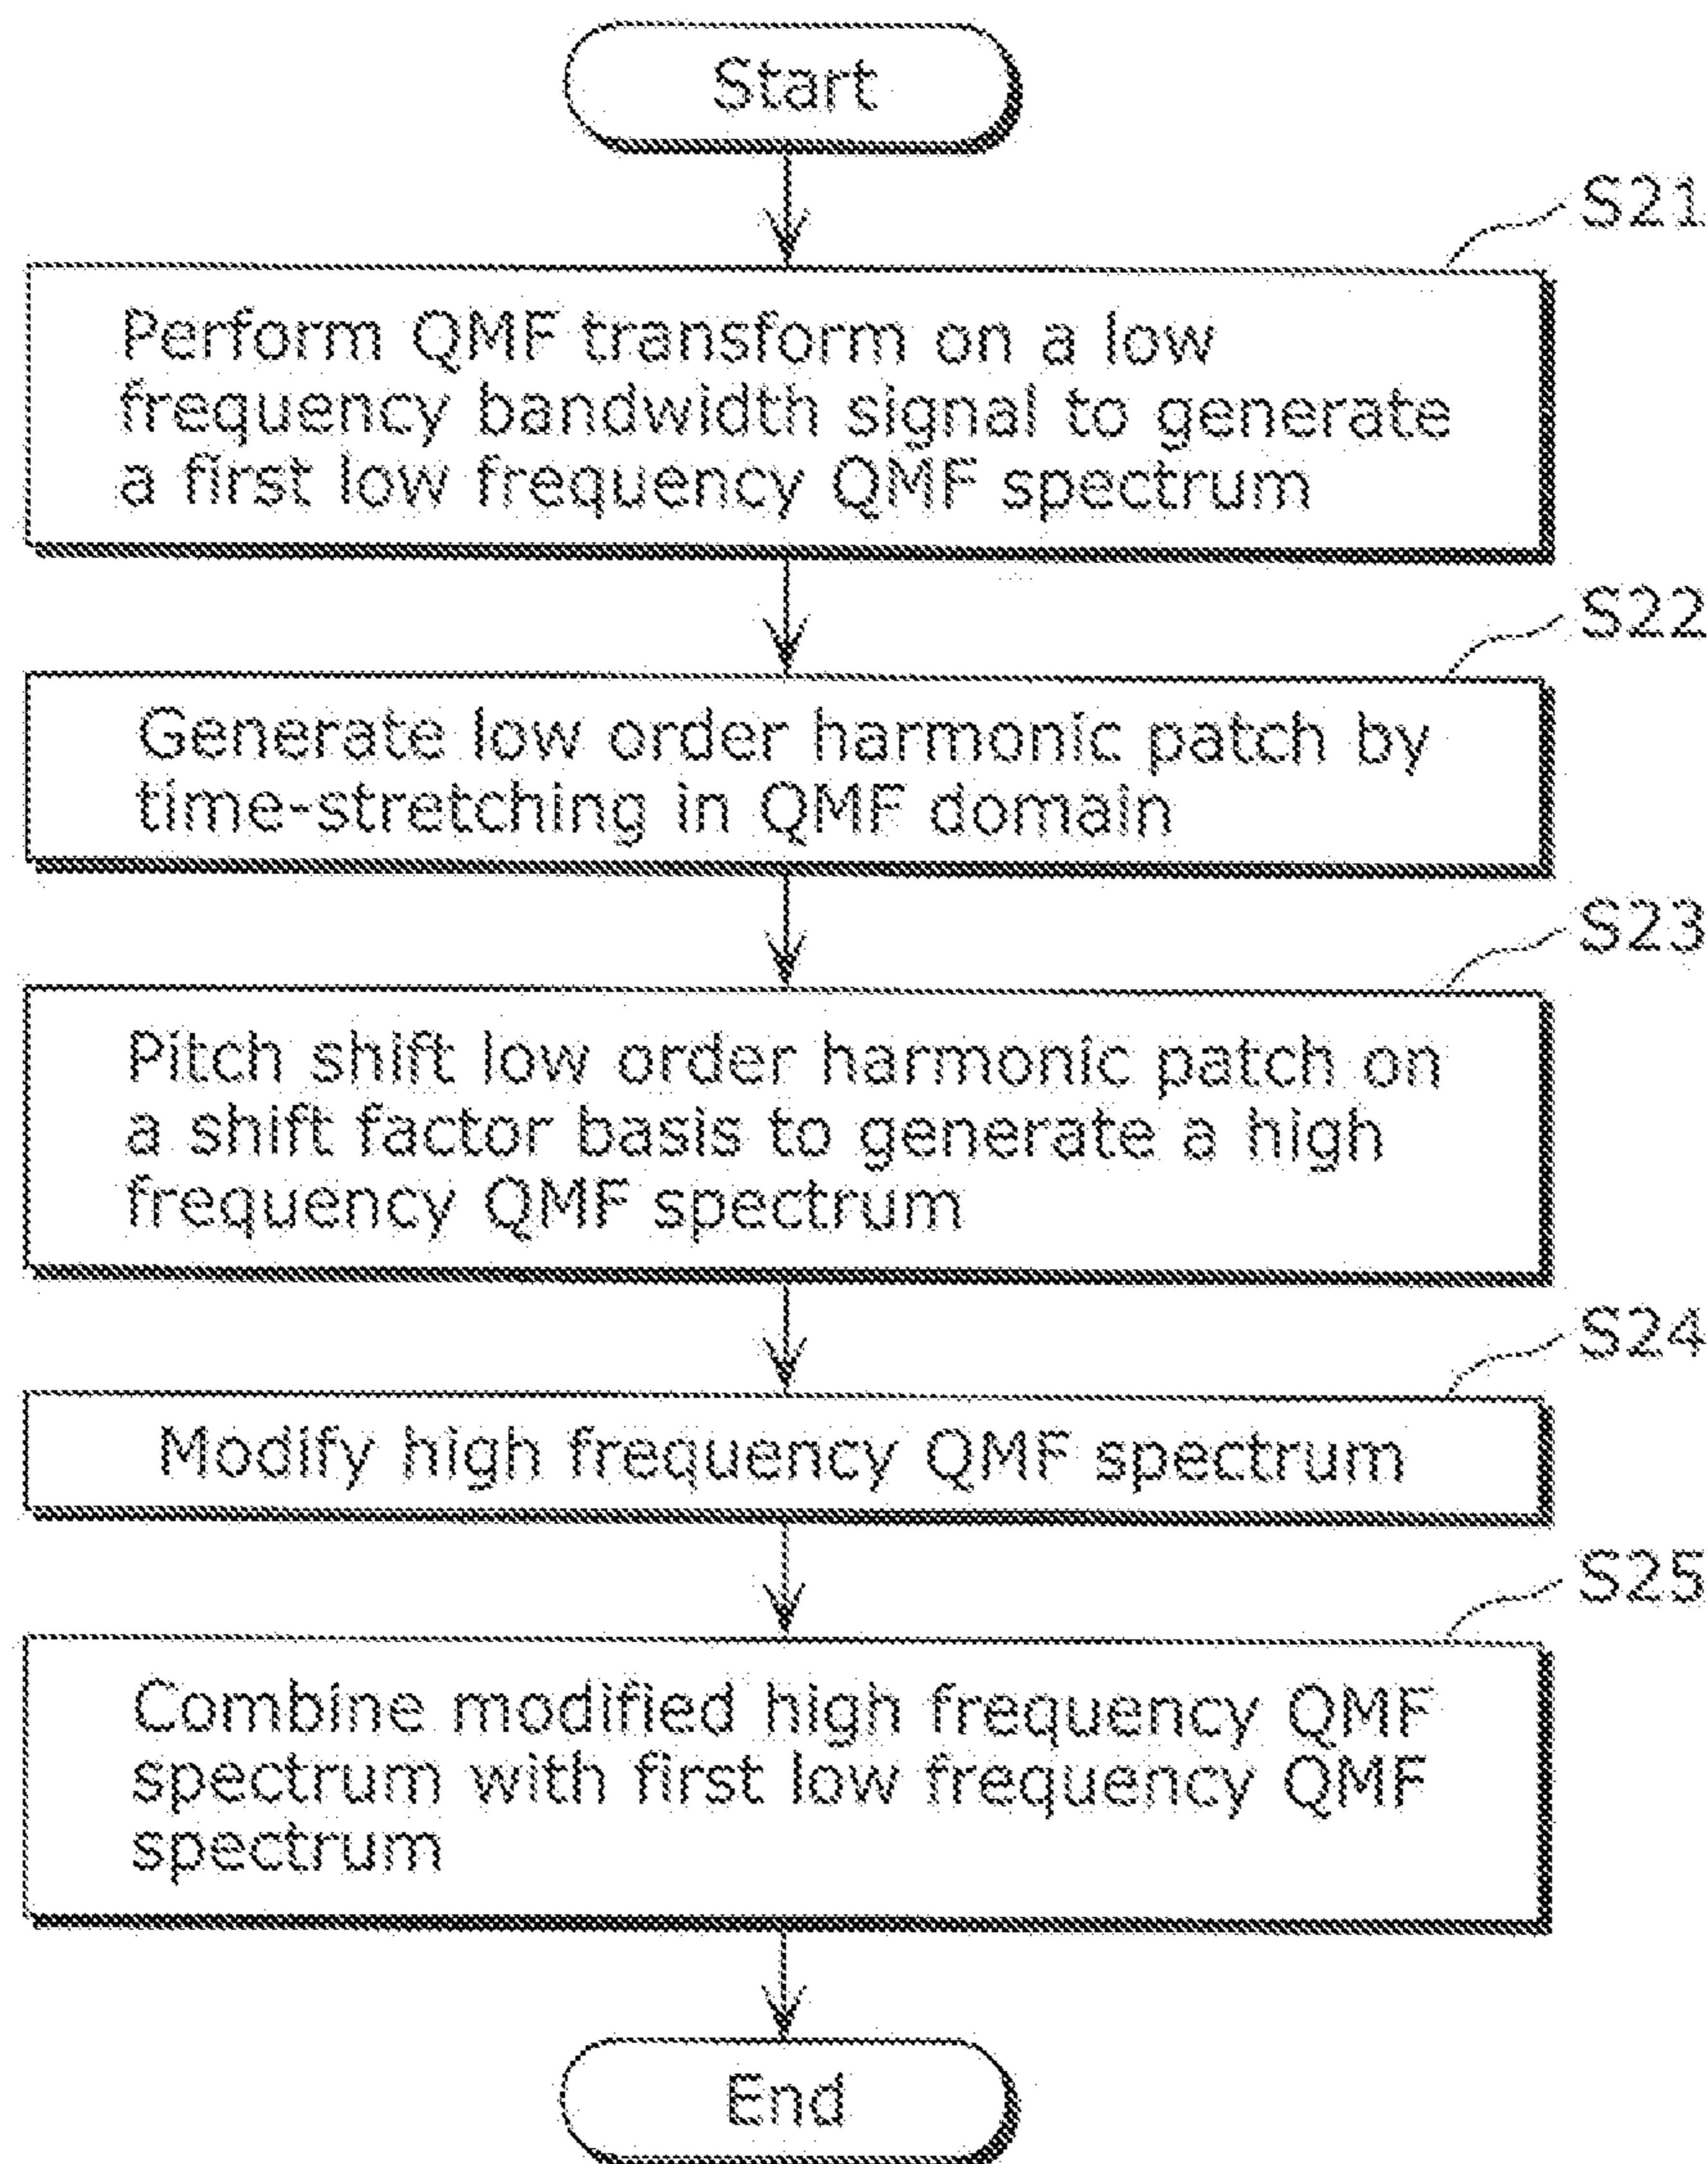 Start
S21
Perform QMF transform on a low
frequency bandwidth signal to generate
a first low frequency QMF spectrum
S22
Generate low order harmonic patch by
time-stretching in QMF domain
S23
Pitch shift low order harmonic patch on
a shift factor basis to generate a high
frequency QMF spectrum
S24
Modify high frequency QMF spectrum
S25
Combine modified high frequency QMF
spectrum with first low frequency QMF
spectrum
End